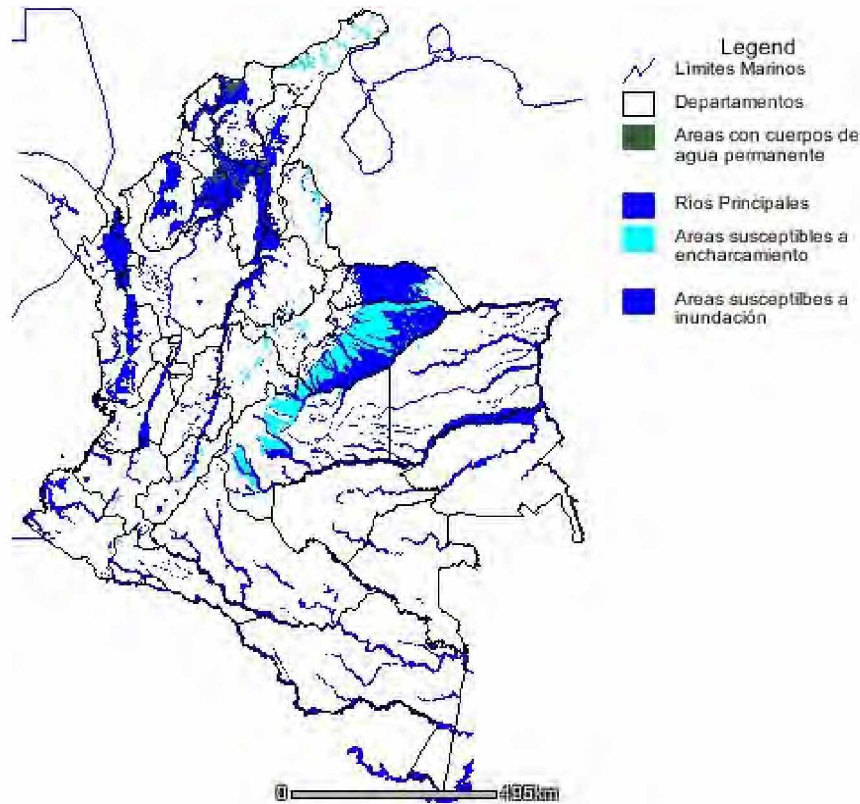 Legend
Límites Marinos
Departamentos
Areas con cuerpos de
agua permanente
Rios Principales
Areas susceptibles a
encharcamiento
Areas susceptilbes a
inundación
0 495km